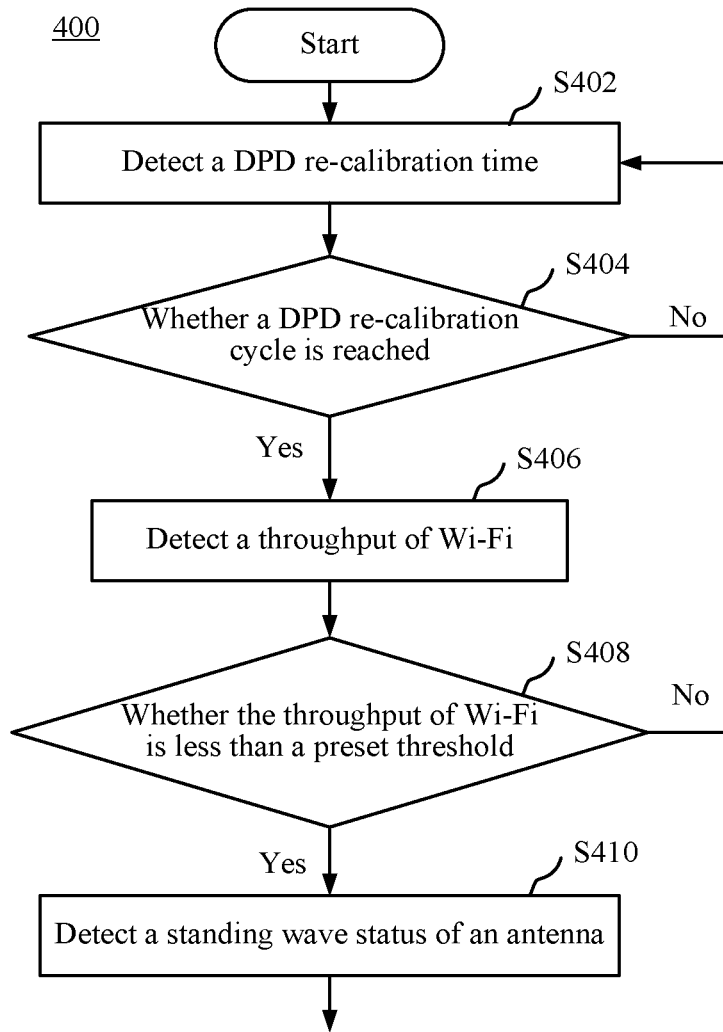 400
Start
S402
Detect a DPD re-calibration time
S404
Whether a DPD re-calibration
cycle is reached
No
Yes
S406
Detect a throughput of Wi-Fi
S408
Whether the throughput of Wi-Fi
is less than a preset threshold
No
Yes
S410
Detect a standing wave status of an antenna